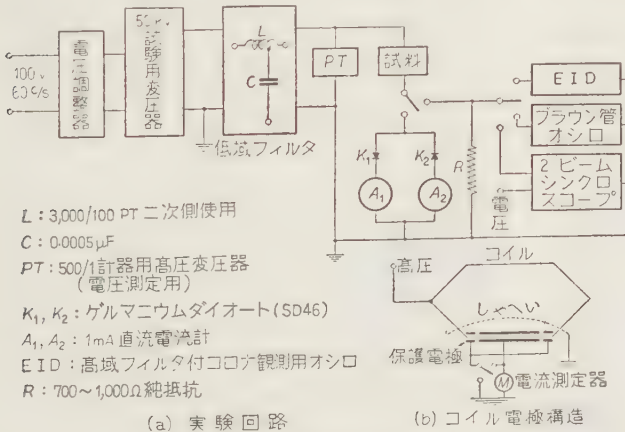 100v
60c/s
電圧調整器
50kv試験用変圧器
L
C
低域フィルタ
PT
試料
K₁
K₂
A₁
A₂
R
EID
ブラウン管
オシロ
2 ビーム
シンクロ
スコープ
電圧
L : 3,000/100 PT 二次側使用
C : 0.0005μF
PT : 500/1計器用高圧変圧器
(電圧測定用)
K₁, K₂ : ゲルマニウムダイオート(SD46)
A₁, A₂ : 1mA 直流電流計
EID : 高域フィルタ付コロナ観測用オシロ
R : 700~1,000Ω純抵抗
(a) 実験回路
コイル
高圧
しゃへい
保護電極
M
電流測定器
(b) コイル電極構造